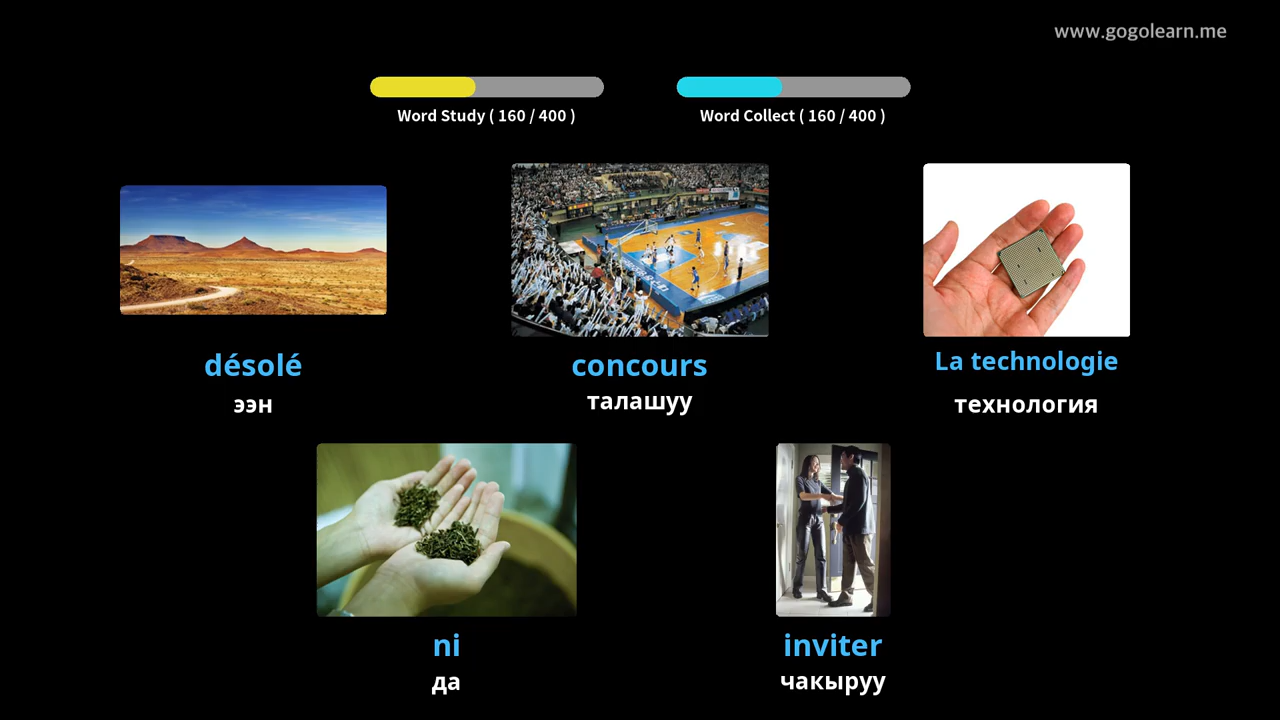 www.gogolearn.me
Word Study ( 160 / 400 )
Word Collect ( 160 / 400 )
désolé
ээн
concours
талашуу
La technologie
технология
ni
да
inviter
чакыруу